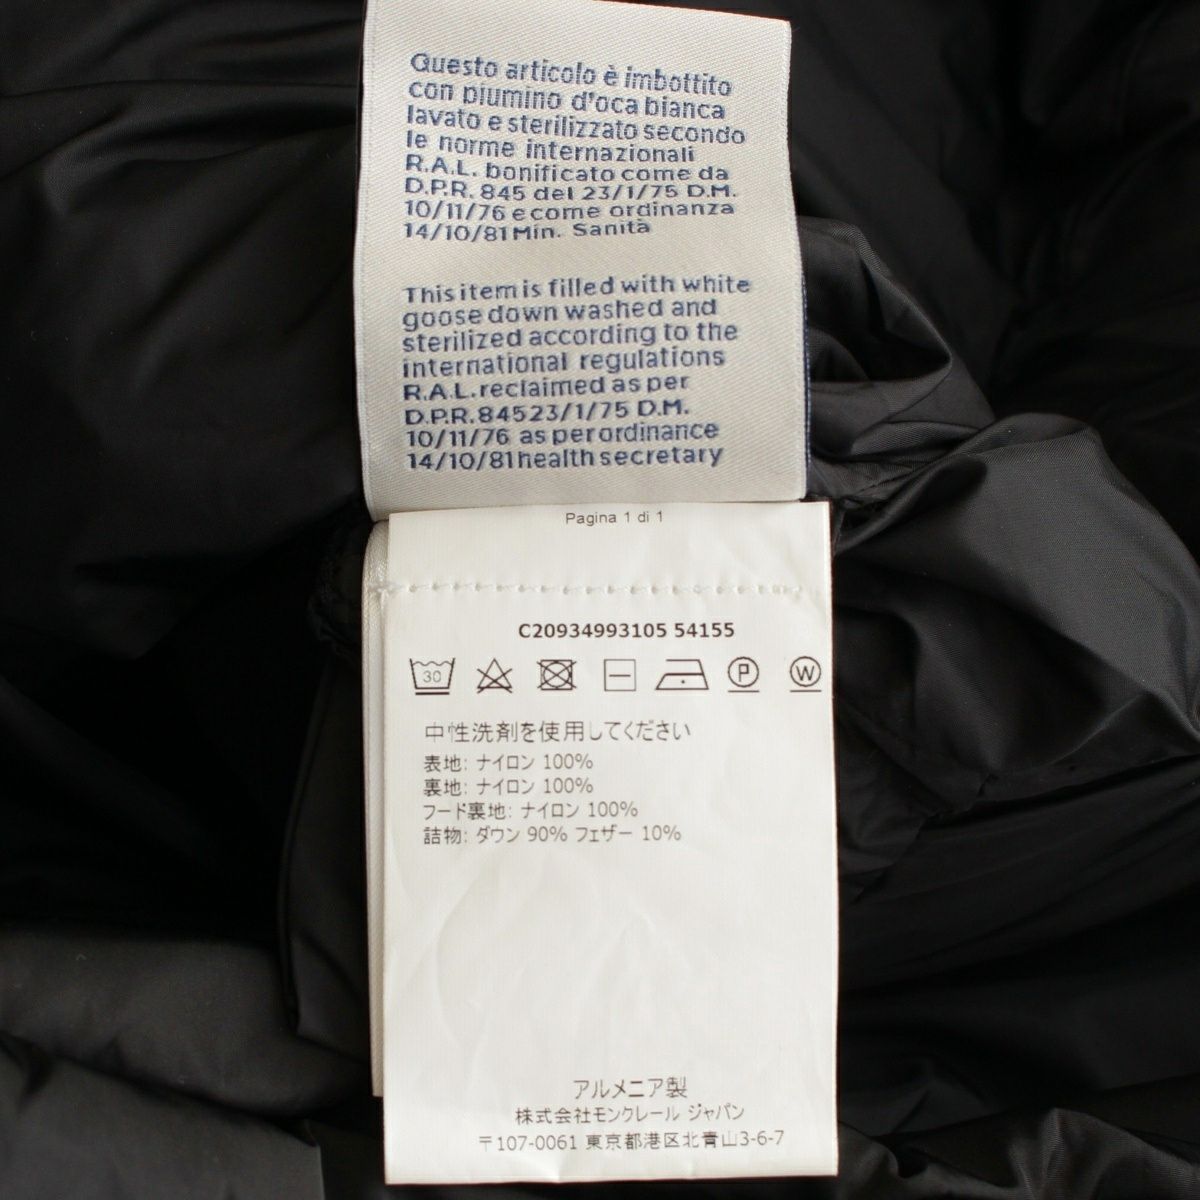 Questo articolo è imbottito
con piumino d'oca bianca
lavato e sterilizzato secondo
le norme internazionali
R.A.L. bonificato come da
D.P.R. 845 del 23/1/75 D.M.
10/11/76 e come ordinanza
14/10/81 Min. Sanità
This item is filled with white
goose down washed and
sterilized according to the
international regulations
R.A.L. reclaimed as per
D.P.R. 845 23/1/75 D.M.
10/11/76 as per ordinance
14/10/81 health secretary
Pagina 1 di 1
C20934993105 54155
30 P W
中性洗剤を使用してください
表地: ナイロン 100%
裏地: ナイロン 100%
フード裏地: ナイロン 100%
詰物: ダウン 90% フェザー 10%
アルメニア製
株式会社モンクレール ジャパン
〒107-0061 東京都港区北青山3-6-7